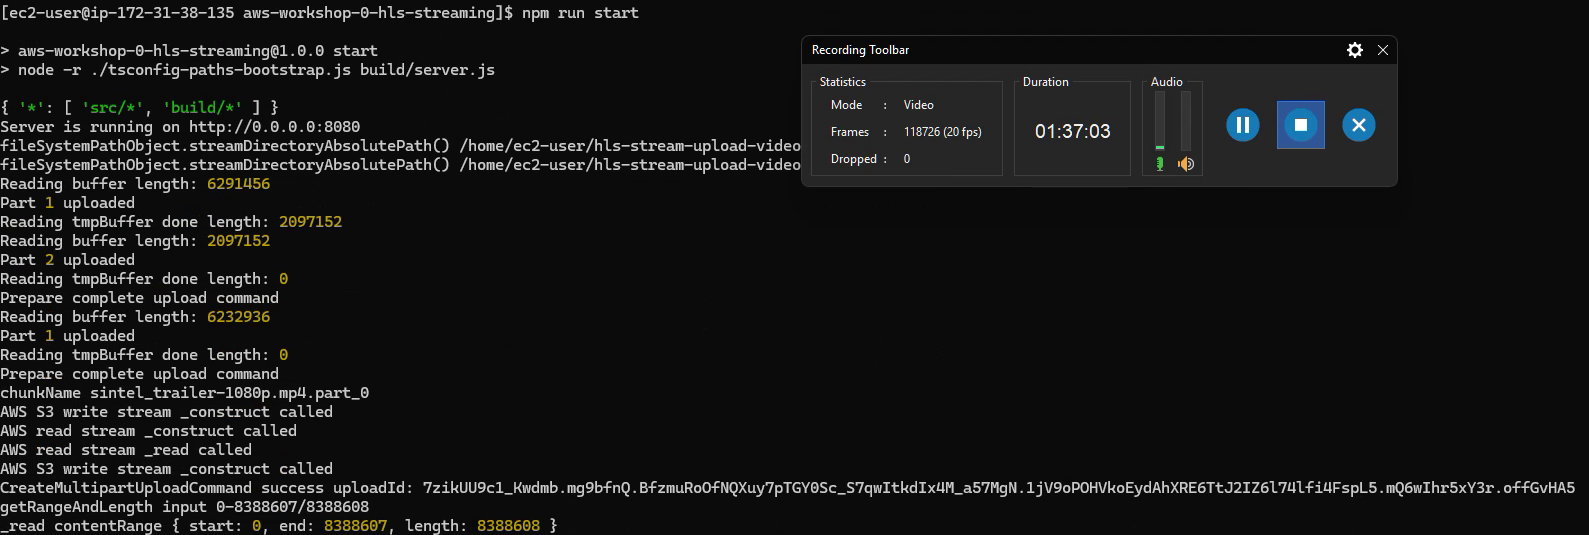 [ec2-user@ip-172-31-38-135 aws-workshop-0-hls-streaming]$ npm run start
> aws-workshop-0-hls-streaming@1.0.0 start
> node -r ./tsconfig-paths-bootstrap.js build/server.js
{ '*': [ 'src/*', 'build/*' ] }
Server is running on http://0.0.0.0:8080
fileSystemPathObject.streamDirectoryAbsolutePath() /home/ec2-user/hls-stream-upload-video
fileSystemPathObject.streamDirectoryAbsolutePath() /home/ec2-user/hls-stream-upload-video
Reading buffer length: 6291456
Part 1 uploaded
Reading tmpBuffer done length: 2097152
Reading buffer length: 2097152
Part 2 uploaded
Reading tmpBuffer done length: 0
Prepare complete upload command
Reading buffer length: 6232936
Part 1 uploaded
Reading tmpBuffer done length: 0
Prepare complete upload command
chunkName sintel_trailer-1080p.mp4.part_0
AWS S3 write stream _construct called
AWS read stream _construct called
AWS read stream _read called
AWS S3 write stream _construct called
CreateMultipartUploadCommand success uploadId: 7zikUU9c1_Kwdmb.mg9bfnQ.BfzmuRoOfNQXuy7pTGY0Sc_S7qwItkdIx4M_a57MgN.1jV9oPOHVkoEydAhXRE6TtJ2IZ6l74lfi4FspL5.mQ6wIhr5xY3r.offGvHA5
getRangeAndLength input 0-8388607/8388608
_read contentRange { start: 0, end: 8388607, length: 8388608 }
Recording Toolbar
Statistics
Mode : Video
Frames : 118726 (20 fps)
Dropped : 0
Duration
01:37:03
Audio